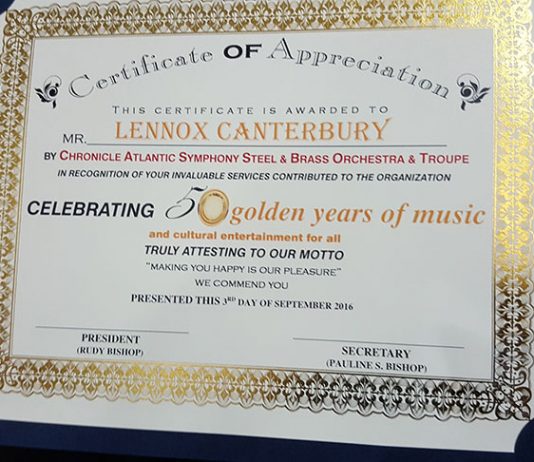 Certificate OF Appreciation
THIS CERTIFICATE IS AWARDED TO
MR. LENNOX CANTERBURY
BY CHRONICLE ATLANTIC SYMPHONY STEEL & BRASS ORCHESTRA & TROUPE
IN RECOGNITION OF YOUR INVALUABLE SERVICES CONTRIBUTED TO THE ORGANIZATION
CELEBRATING 50 golden years of music
and cultural entertainment for all
TRULY ATTESTING TO OUR MOTTO
"MAKING YOU HAPPY IS OUR PLEASURE"
WE COMMEND YOU
PRESENTED THIS 3RD DAY OF SEPTEMBER 2016
PRESIDENT
(RUDY BISHOP)
SECRETARY
(PAULINE S. BISHOP)